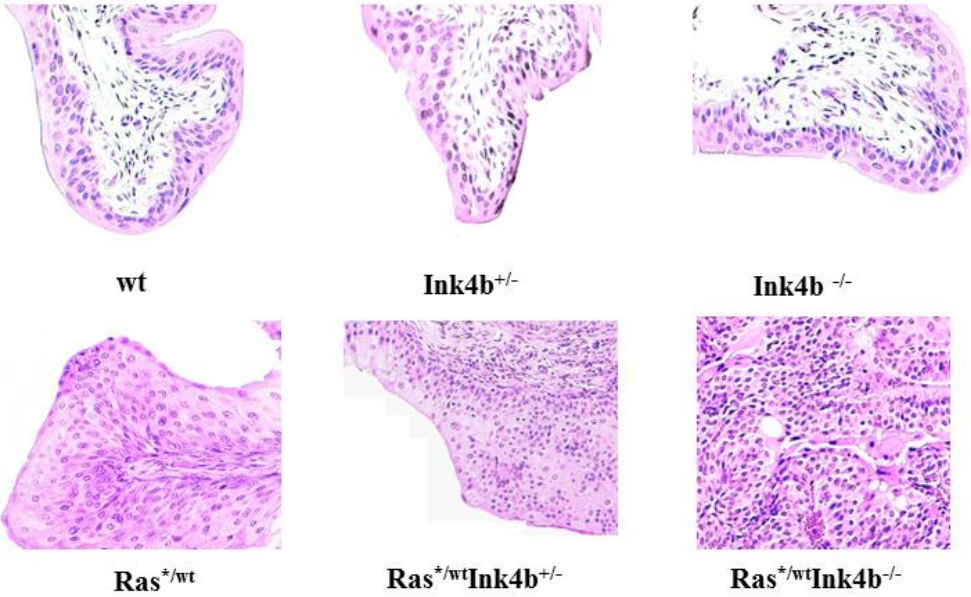 wt
Ink4b+/-
Ink4b -/-
Ras*/wt
Ras*/wtInk4b+/-
Ras*/wtInk4b-/-